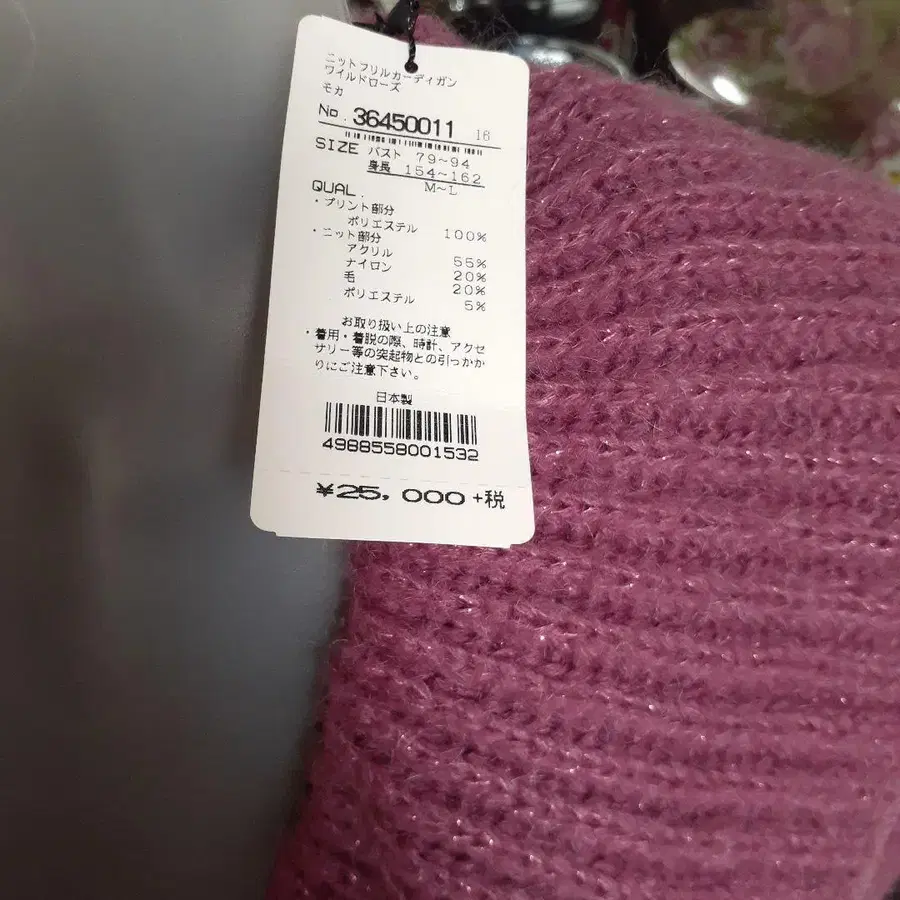 ニットフリルカーディガン
ワイルドローズ
モカ
No. 36450011 18
SIZE バスト 79~94
身長 154~162
M~L
QUAL.
・プリント部分
ポリエステル 100%
・ニット部分
アクリル 55%
ナイロン 20%
毛 20%
ポリエステル 5%
お取り扱い上の注意
・着用・着脱の際、時計、アクセ
サリー等の突起物との引っかか
りにご注意下さい。
日本製
4988558001532
¥25,000+税